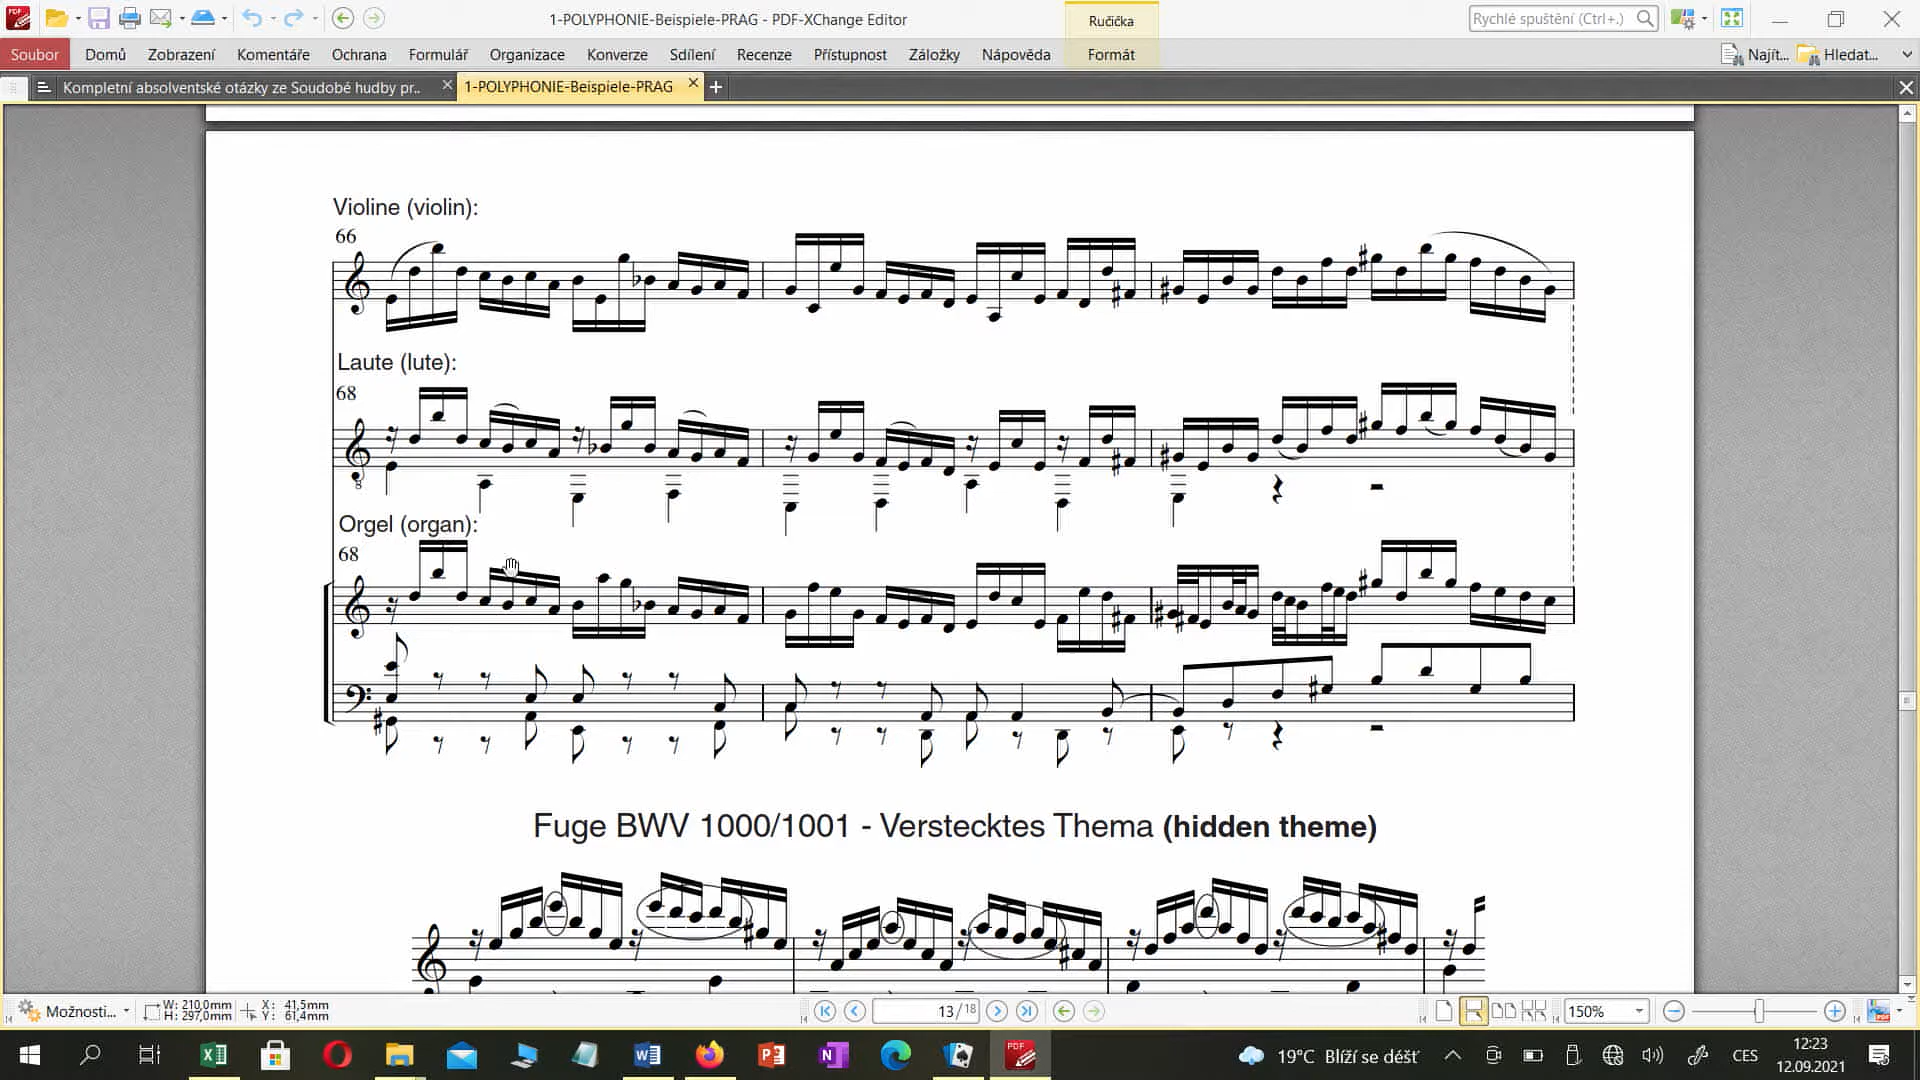 1-POLYPHONIE-Beispiele-PRAG - PDF-XChange Editor
Ručička
Rychlé spuštění (Ctrl+.)
Soubor Domů Zobrazení Komentáře Ochrana Formulář Organizace Konverze Sdílení Recenze Přístupnost Záložky Nápověda Formát Najít... Hledat...
Kompletní absolventské otázky ze Soudobé hudby pr..
1-POLYPHONIE-Beispiele-PRAG
Violine (violin):
66
Laute (lute):
68
8
Orgel (organ):
68
Fuge BWV 1000/1001 - Verstecktes Thema (hidden theme)
Možnosti...
W: 210,0mm
H: 297,0mm
X: 41,5mm
Y: 61,4mm
13 / 18
150%
19°C Blíží se déšť
CES
12:23
12.09.2021